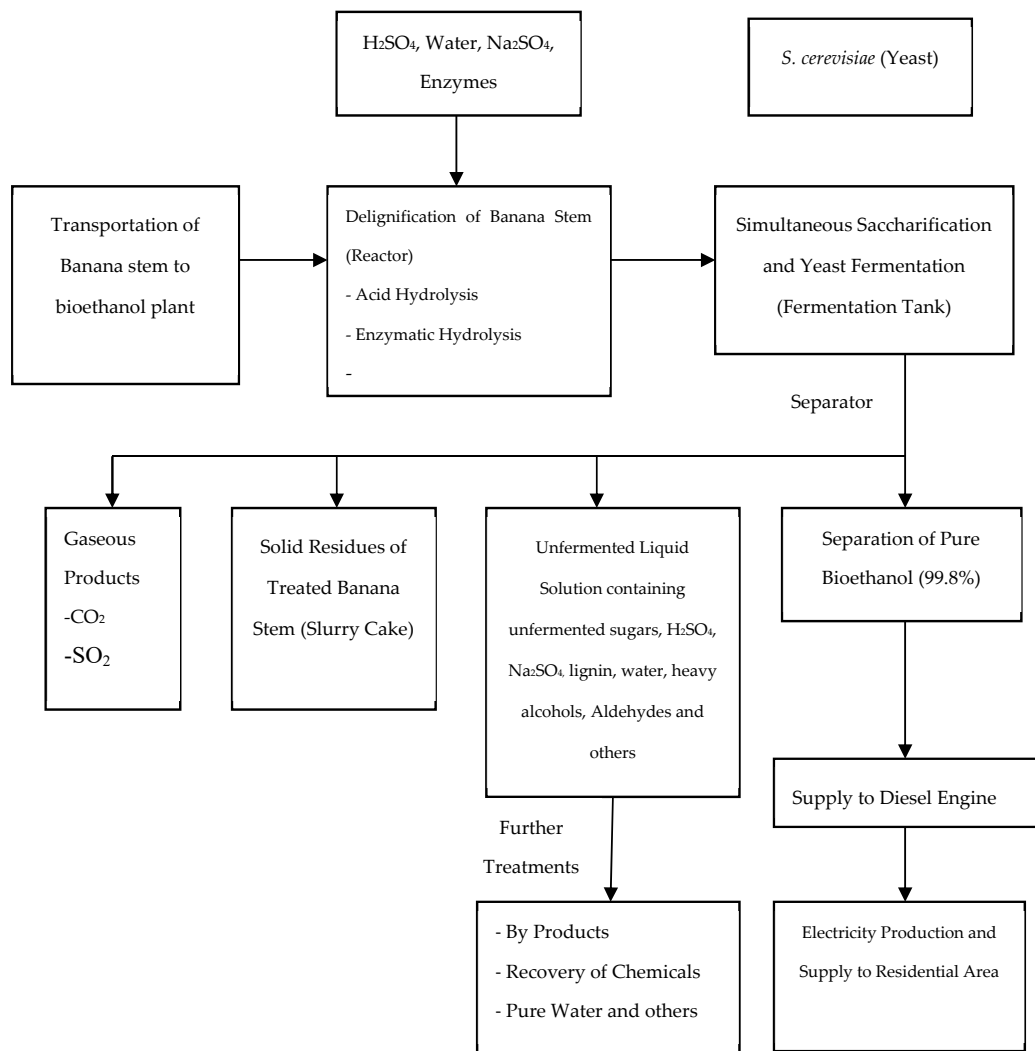 H₂SO₄, Water, Na₂SO₄,
Enzymes
S. cerevisiae (Yeast)
Transportation of
Banana stem to
bioethanol plant
Delignification of Banana Stem
(Reactor)
- Acid Hydrolysis
- Enzymatic Hydrolysis
-
Simultaneous Saccharification
and Yeast Fermentation
(Fermentation Tank)
Separator
Gaseous
Products
-CO₂
-SO₂
Solid Residues of
Treated Banana
Stem (Slurry Cake)
Unfermented Liquid
Solution containing
unfermented sugars, H₂SO₄,
Na₂SO₄, lignin, water, heavy
alcohols, Aldehydes and
others
Separation of Pure
Bioethanol (99.8%)
Supply to Diesel Engine
Further
Treatments
- By Products
- Recovery of Chemicals
- Pure Water and others
Electricity Production and
Supply to Residential Area